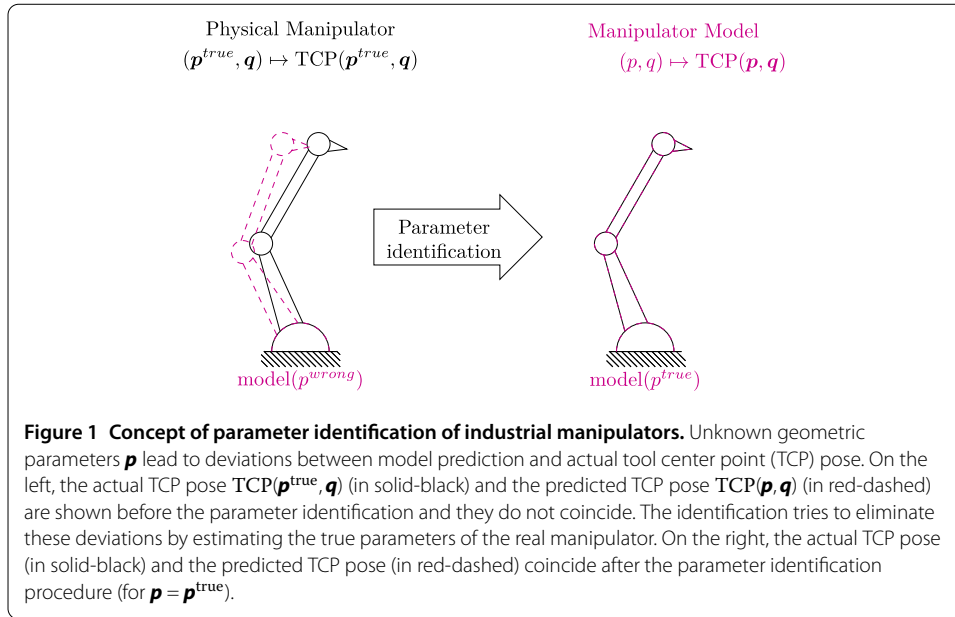 Physical Manipulator
(p^true, q) ↦ TCP(p^true, q)
Manipulator Model
(p, q) ↦ TCP(p, q)
Parameter
identification
model(p^wrong)
model(p^true)
Figure 1 Concept of parameter identification of industrial manipulators. Unknown geometric
parameters p lead to deviations between model prediction and actual tool center point (TCP) pose. On the
left, the actual TCP pose TCP(p^true, q) (in solid-black) and the predicted TCP pose TCP(p, q) (in red-dashed)
are shown before the parameter identification and they do not coincide. The identification tries to eliminate
these deviations by estimating the true parameters of the real manipulator. On the right, the actual TCP pose
(in solid-black) and the predicted TCP pose (in red-dashed) coincide after the parameter identification
procedure (for p = p^true).